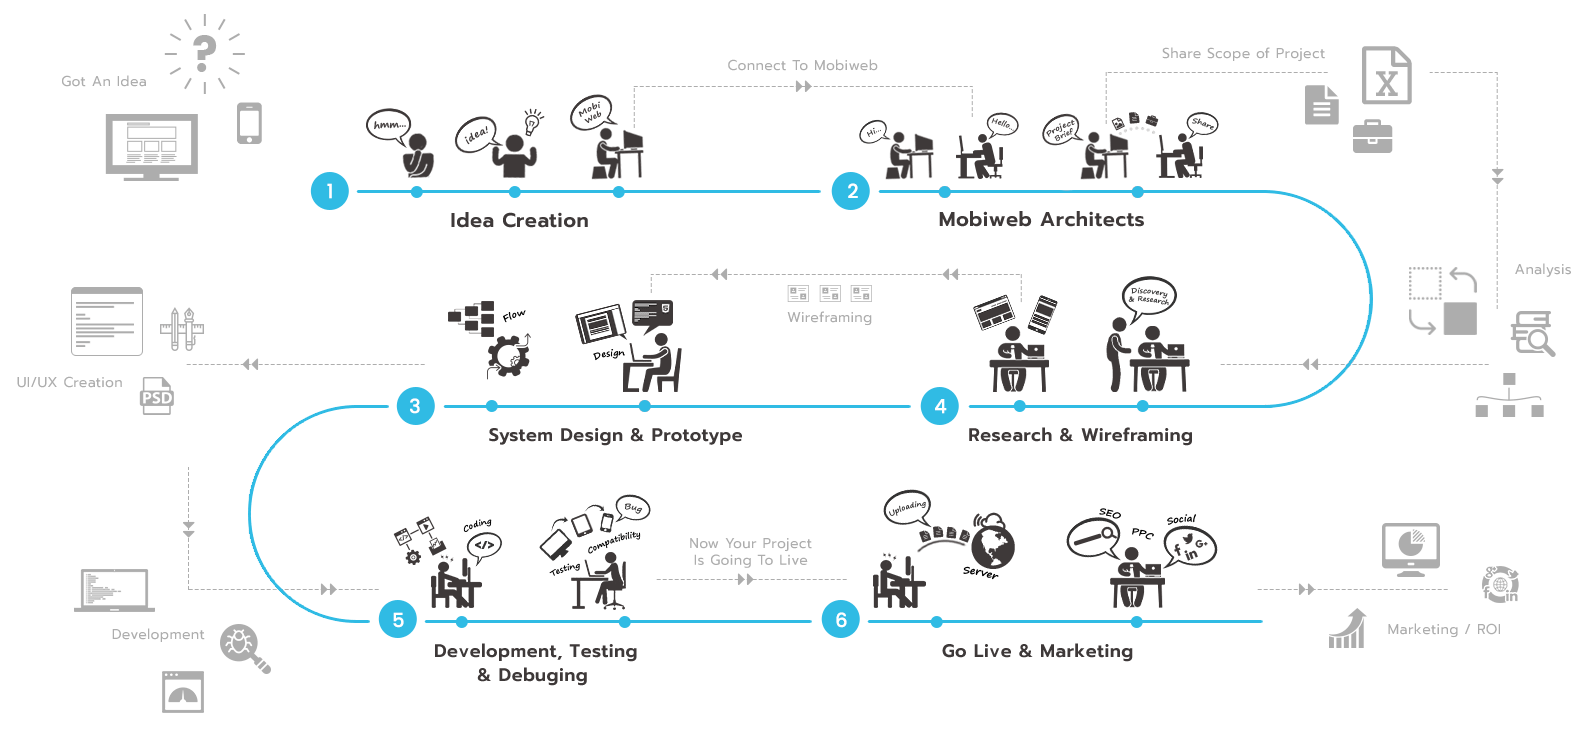 Got An Idea
?
hmm...
idea!
Mobi
Web
Connect To Mobiweb
Hi...
Hello..
Project
Brief
Share
Share Scope of Project
X
1
Idea Creation
2
Mobiweb Architects
Analysis
UI/UX Creation
PSD
Flow
Design
5
Wireframing
Discovery
& Research
3
System Design & Prototype
4
Research & Wireframing
Coding
</>
</>
Testing
Compatibility
Bug
Now Your Project
Is Going To Live
Uploading
Server
SEO
PPC
Social
f
in
G+
Development
5
Development, Testing
& Debuging
6
Go Live & Marketing
Marketing / ROI
g+
f
in